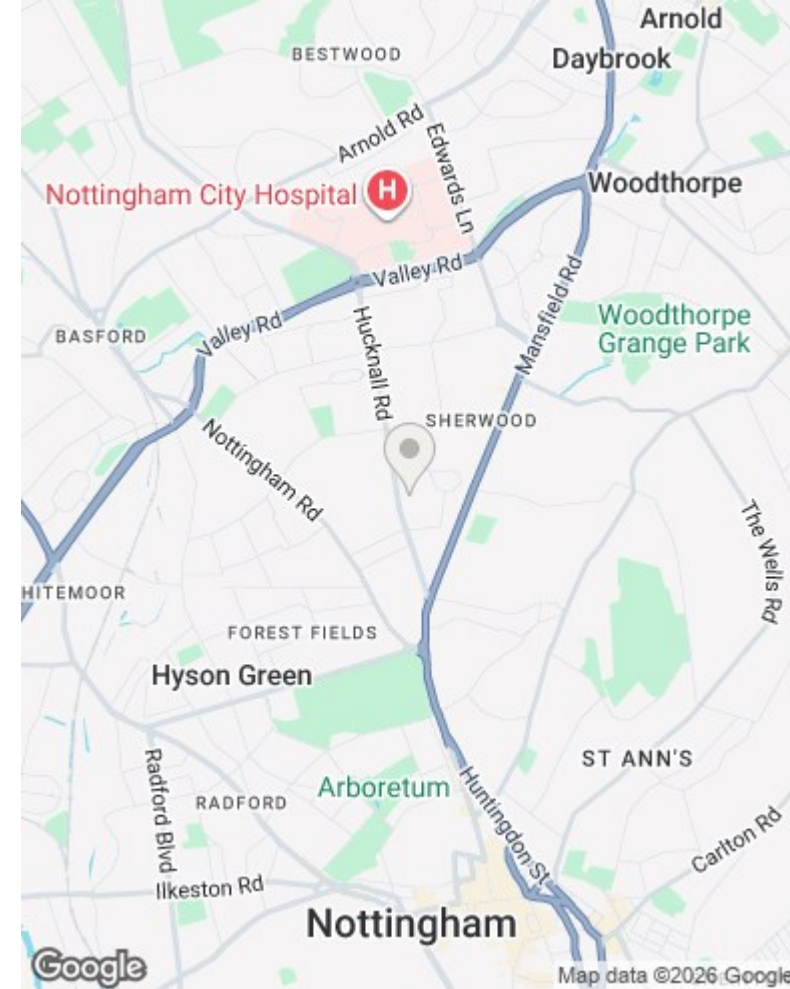 Arnold
BESTWOOD
Daybrook
Arnold Rd
Edwards Ln
Nottingham City Hospital
H
Woodthorpe
Valley Rd
Mansfield Rd
Woodthorpe
Grange Park
Valley Rd
BASFORD
Hucknall Rd
SHERWOOD
Nottingham Rd
The Wells Rd
HITEMOOR
FOREST FIELDS
Hyson Green
ST ANN'S
Arboretum
Huntingdon St
Radford Blvd
RADFORD
Carlton Rd
Ilkeston Rd
Nottingham
Google
Map data ©2026 Google